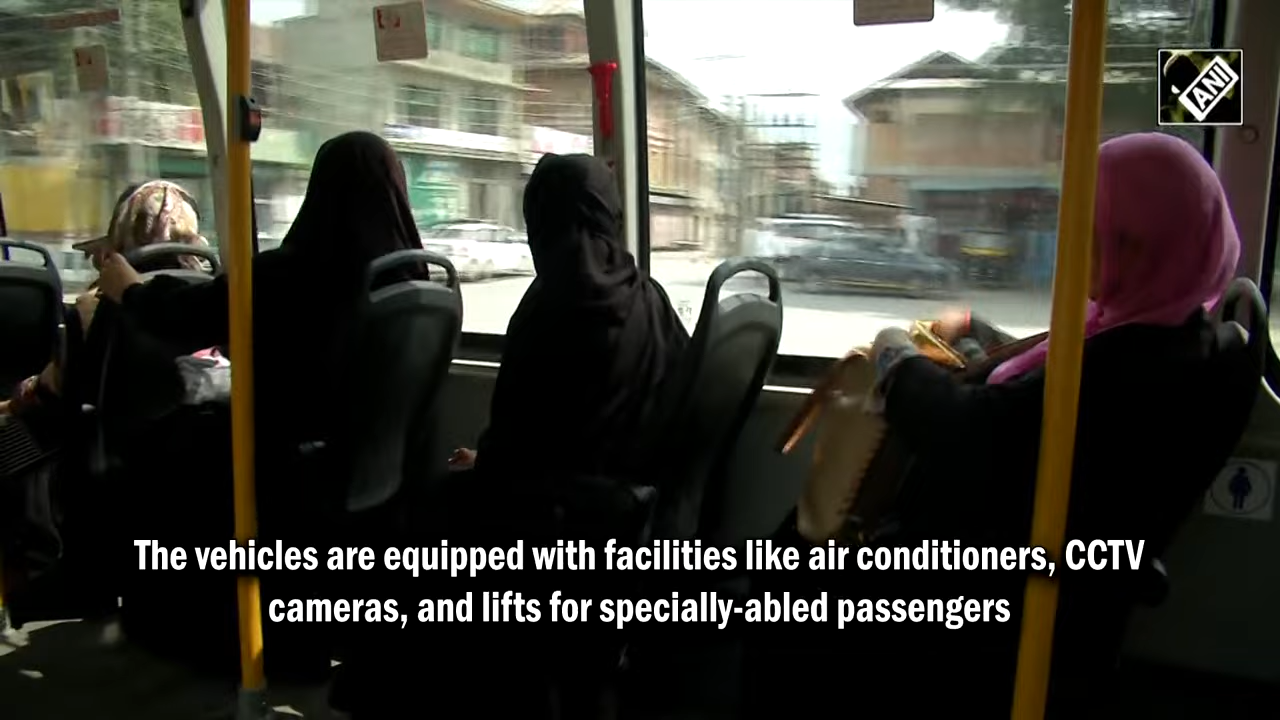 ANI
The vehicles are equipped with facilities like air conditioners, CCTV
cameras, and lifts for specially-abled passengers